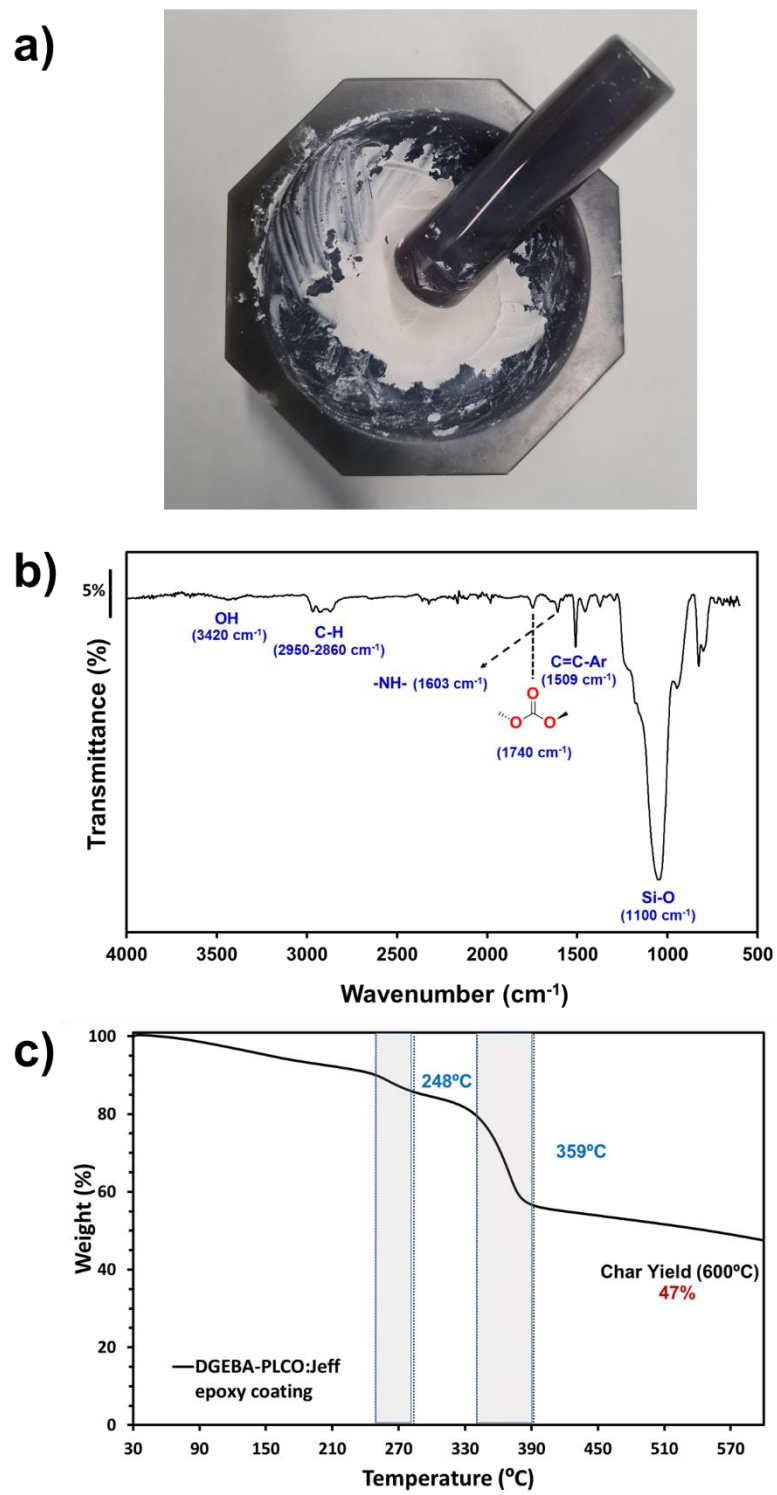 a)
b)
5%
OH
(3420 cm⁻¹)
C-H
(2950-2860 cm⁻¹)
-NH- (1603 cm⁻¹)
C=C-Ar
(1509 cm⁻¹)
O
O O
(1740 cm⁻¹)
Si-O
(1100 cm⁻¹)
Transmittance (%)
4000 3500 3000 2500 2000 1500 1000 500
Wavenumber (cm⁻¹)
c)
100
80
60
40
20
0
Weight (%)
248ºC
359ºC
Char Yield (600ºC)
47%
DGEBA-PLCO:Jeff
epoxy coating
30 90 150 210 270 330 390 450 510 570
Temperature (ºC)